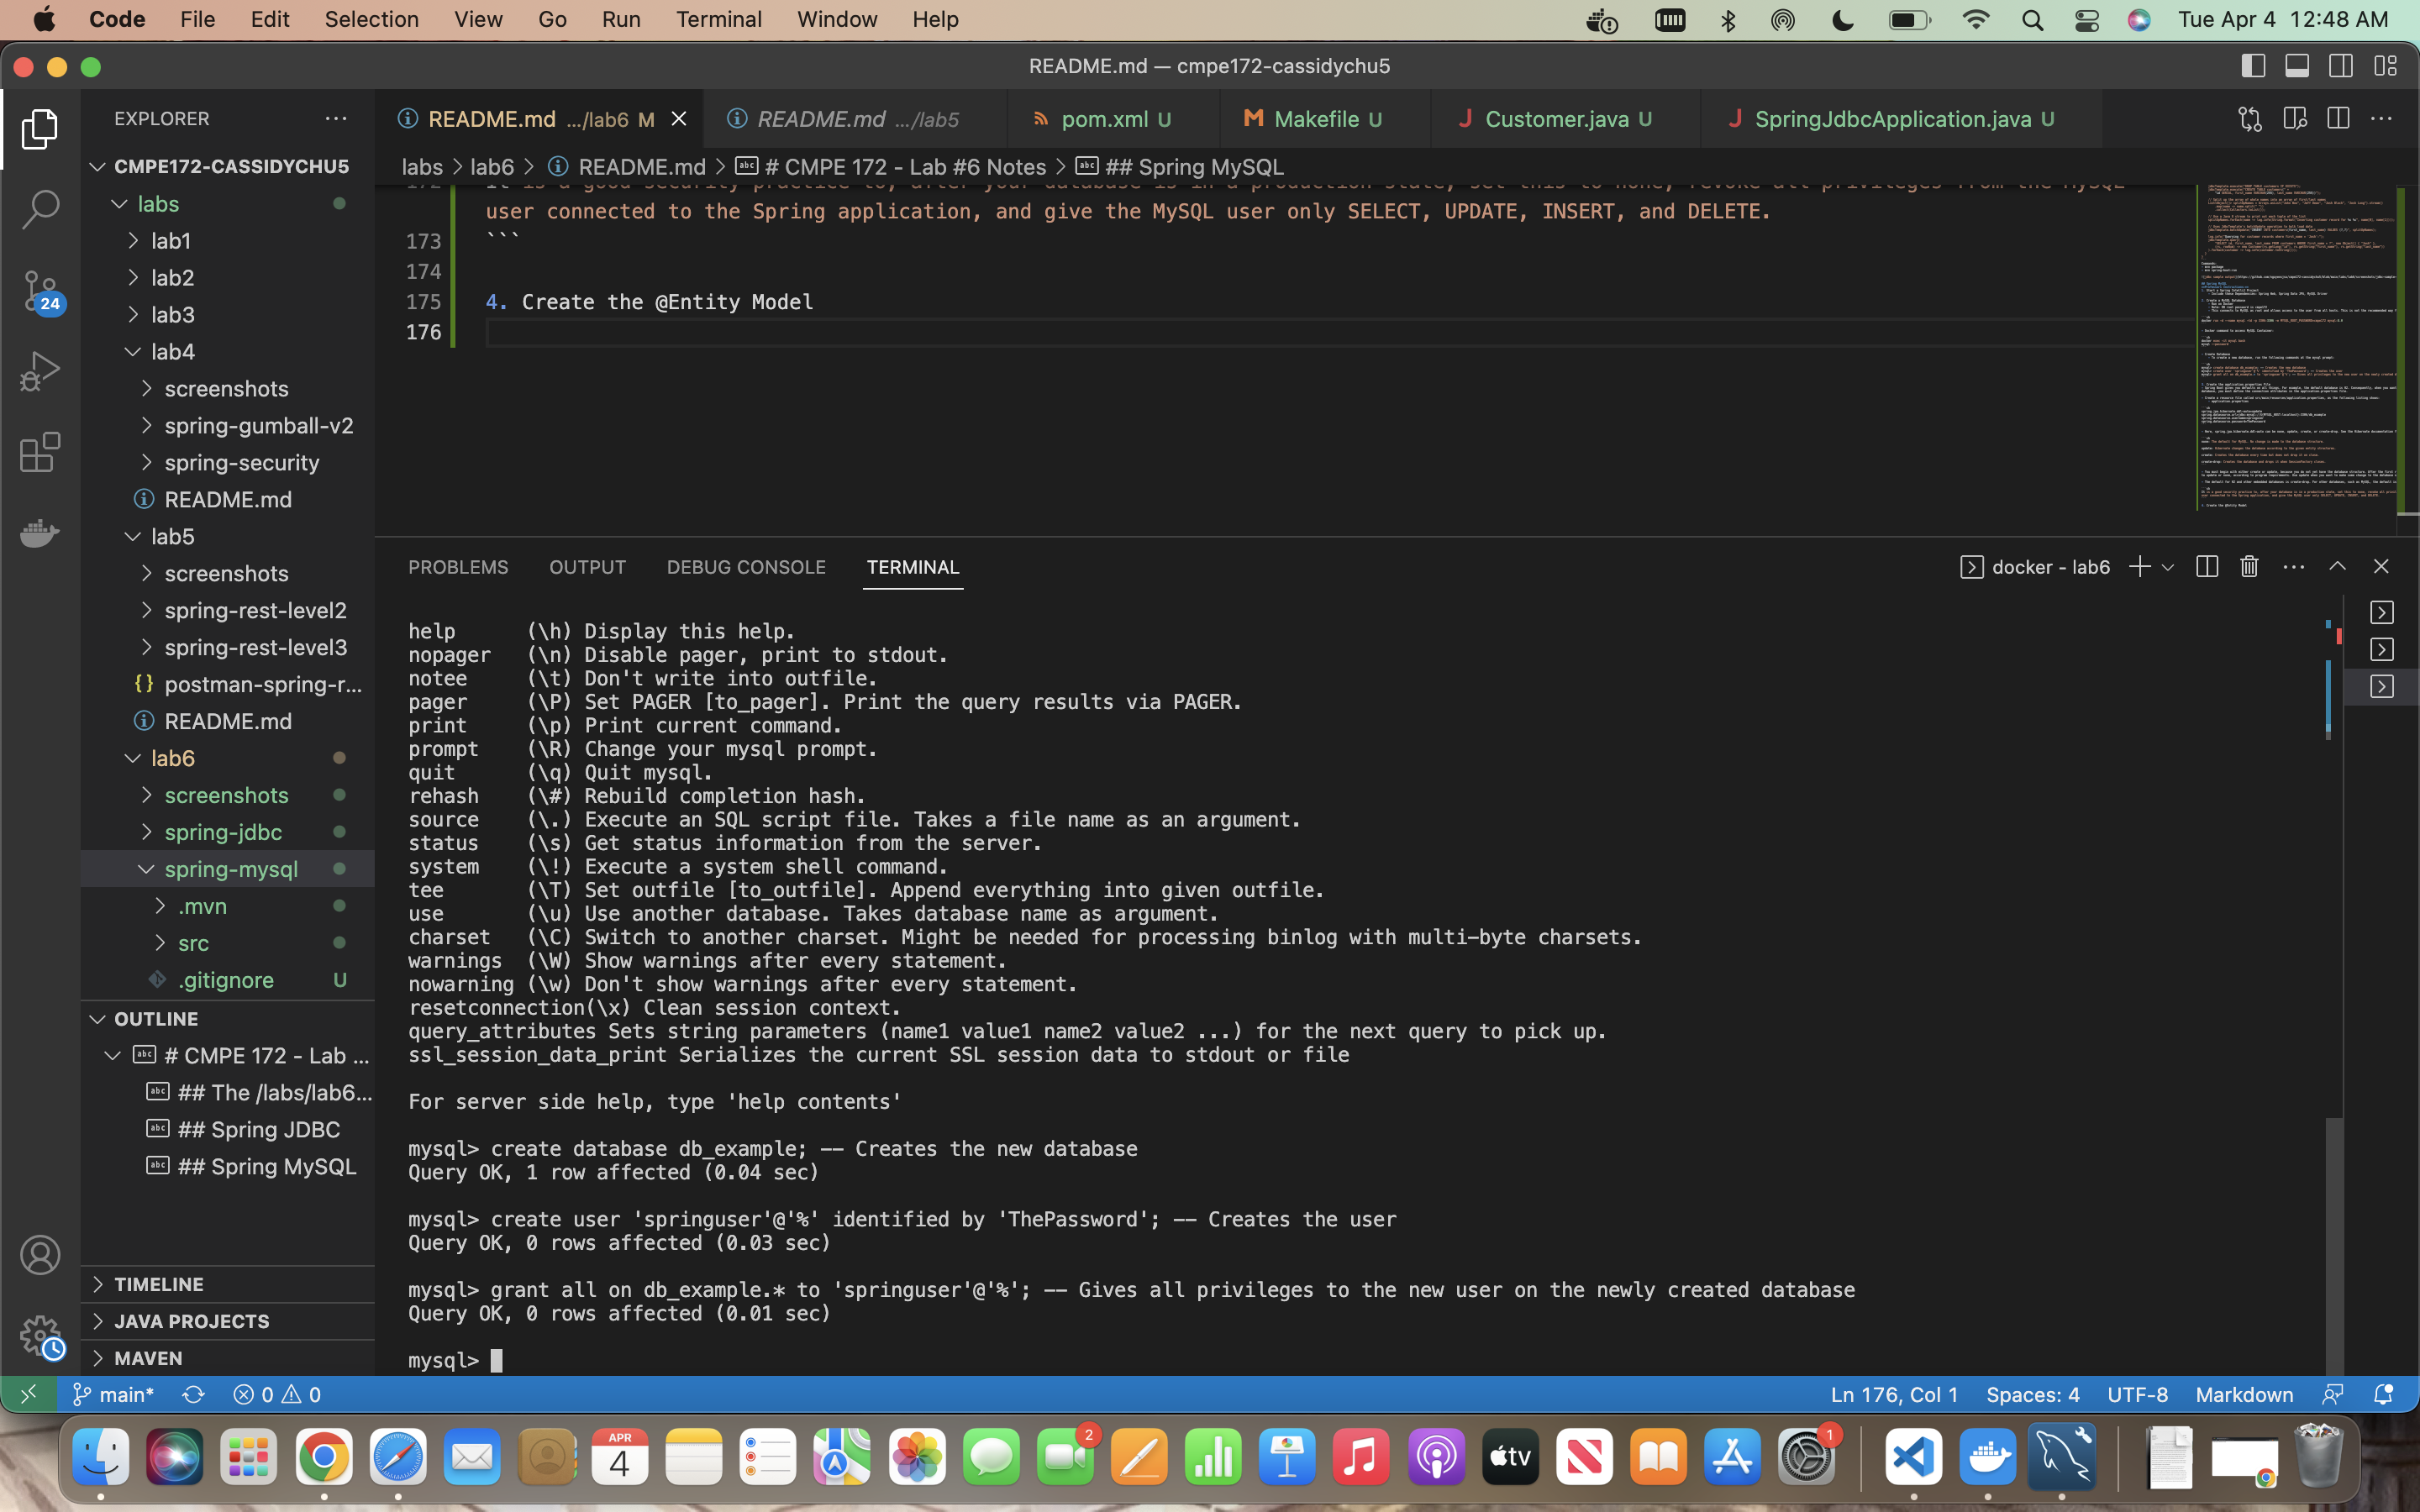 Code File Edit Selection View Go Run Terminal Window Help Tue Apr 4 12:48 AM
README.md — cmpe172-cassidychu5
EXPLORER
README.md .../lab6 M
README.md .../lab5
pom.xml U
Makefile U
Customer.java U
SpringJdbcApplication.java U
labs > lab6 > README.md > # CMPE 172 - Lab #6 Notes > ## Spring MySQL
CMPE172-CASSIDYCHU5
labs
lab1
lab2
lab3
lab4
screenshots
spring-gumball-v2
spring-security
README.md
lab5
screenshots
spring-rest-level2
spring-rest-level3
{} postman-spring-r...
README.md
lab6
screenshots
spring-jdbc
spring-mysql
.mvn
src
.gitignore U
24
OUTLINE
# CMPE 172 - Lab ...
## The /labs/lab6...
## Spring JDBC
## Spring MySQL
TIMELINE
JAVA PROJECTS
MAVEN
user connected to the Spring application, and give the MySQL user only SELECT, UPDATE, INSERT, and DELETE.
173 ```
174
175 4. Create the @Entity Model
176
PROBLEMS OUTPUT DEBUG CONSOLE TERMINAL docker - lab6
help (\h) Display this help.
nopager (\n) Disable pager, print to stdout.
notee (\t) Don't write into outfile.
pager (\P) Set PAGER [to_pager]. Print the query results via PAGER.
print (\p) Print current command.
prompt (\R) Change your mysql prompt.
quit (\q) Quit mysql.
rehash (\#) Rebuild completion hash.
source (\.) Execute an SQL script file. Takes a file name as an argument.
status (\s) Get status information from the server.
system (\!) Execute a system shell command.
tee (\T) Set outfile [to_outfile]. Append everything into given outfile.
use (\u) Use another database. Takes database name as argument.
charset (\C) Switch to another charset. Might be needed for processing binlog with multi-byte charsets.
warnings (\W) Show warnings after every statement.
nowarning (\w) Don't show warnings after every statement.
resetconnection(\x) Clean session context.
query_attributes Sets string parameters (name1 value1 name2 value2 ...) for the next query to pick up.
ssl_session_data_print Serializes the current SSL session data to stdout or file
For server side help, type 'help contents'
mysql> create database db_example; -- Creates the new database
Query OK, 1 row affected (0.04 sec)
mysql> create user 'springuser'@'%' identified by 'ThePassword'; -- Creates the user
Query OK, 0 rows affected (0.03 sec)
mysql> grant all on db_example.* to 'springuser'@'%'; -- Gives all privileges to the new user on the newly created database
Query OK, 0 rows affected (0.01 sec)
mysql>
main* 0 0 Ln 176, Col 1 Spaces: 4 UTF-8 Markdown
APR
4
2
tv
1